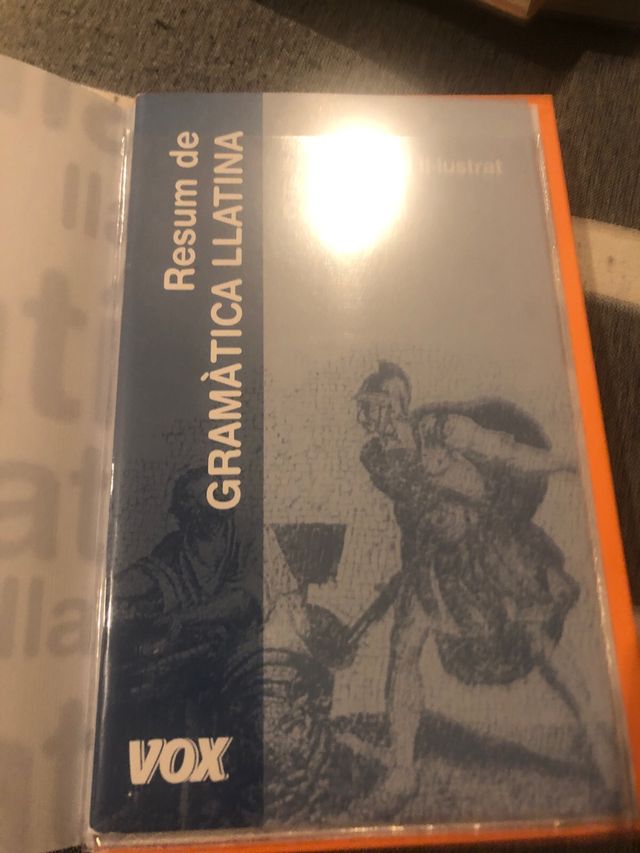 Resum de
GRAMÀTICA LLATINA
il·lustrat
VOX